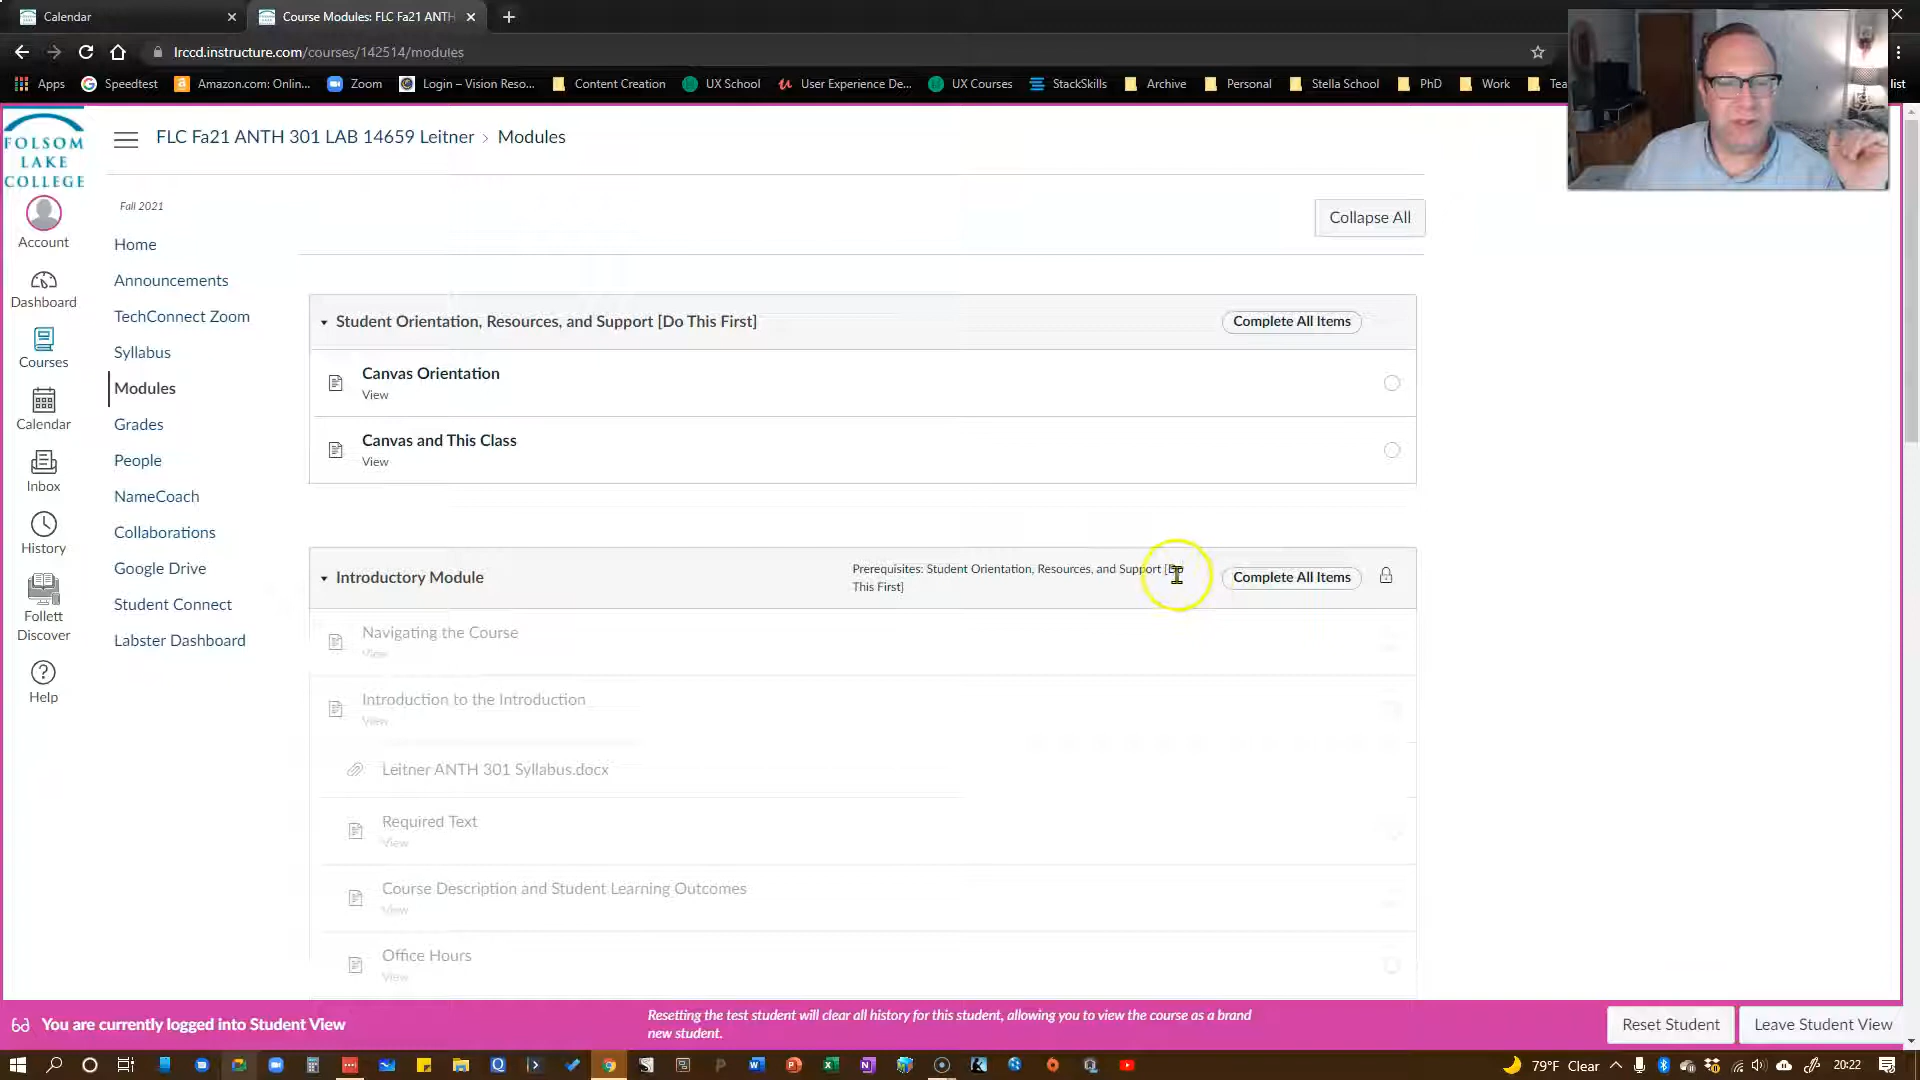 Calendar
Course Modules: FLC Fa21 ANTH
lrccd.instructure.com/courses/142514/modules
Apps
Speedtest
Amazon.com: Onlin...
Zoom
Login – Vision Reso...
Content Creation
UX School
User Experience De...
UX Courses
StackSkills
Archive
Personal
Stella School
PhD
Work
Tea
list
FOLSOM
LAKE
COLLEGE
FLC Fa21 ANTH 301 LAB 14659 Leitner › Modules
Account
Dashboard
Courses
Calendar
Inbox
History
Follett
Discover
Help
Fall 2021
Home
Announcements
TechConnect Zoom
Syllabus
Modules
Grades
People
NameCoach
Collaborations
Google Drive
Student Connect
Labster Dashboard
Collapse All
Student Orientation, Resources, and Support [Do This First]
Complete All Items
Canvas Orientation
View
Canvas and This Class
View
Introductory Module
Prerequisites: Student Orientation, Resources, and Support [Do
This First]
Complete All Items
Navigating the Course
View
Introduction to the Introduction
View
Leitner ANTH 301 Syllabus.docx
Required Text
View
Course Description and Student Learning Outcomes
View
Office Hours
View
You are currently logged into Student View
Resetting the test student will clear all history for this student, allowing you to view the course as a brand
new student.
Reset Student
Leave Student View
79°F Clear
20:22